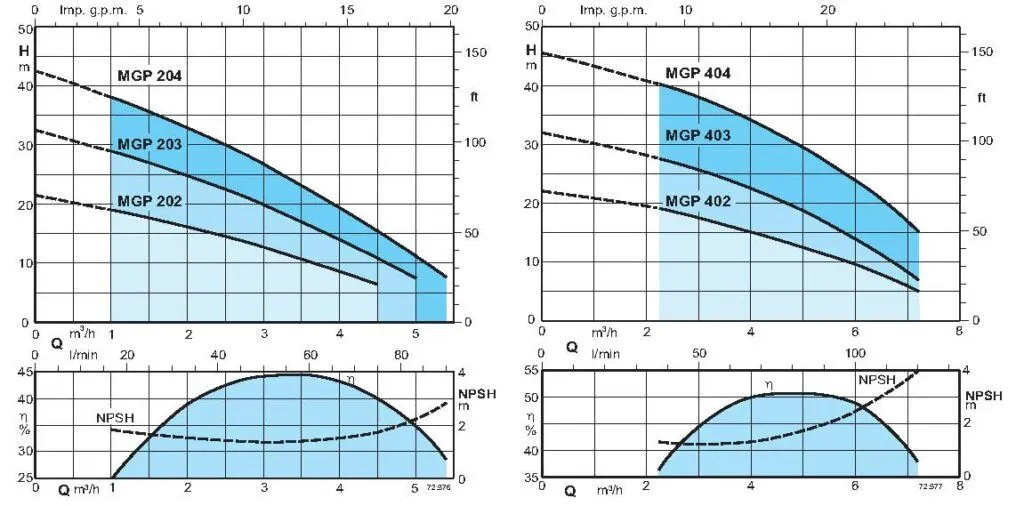 0 Imp. g.p.m. 5 10 15 20
50
H
m
40
30
20
10
0
MGP 204
MGP 203
MGP 202
150
ft
100
50
0
0 Q m³/h 1 2 3 4 5
0 l/min 20 40 60 80
45
40
η
%
35
30
25
NPSH
η
4
NPSH
m
2
0
0 Q m³/h 1 2 3 4 5 72.976
0 Imp. g.p.m. 10 20
50
H
m
40
30
20
10
0
MGP 404
MGP 403
MGP 402
150
ft
100
50
0
0 Q m³/h 2 4 6 8
0 l/min 50 100
55
50
η
%
40
35
η
NPSH
4
NPSH
m
2
0
0 Q m³/h 2 4 6 72.977 8